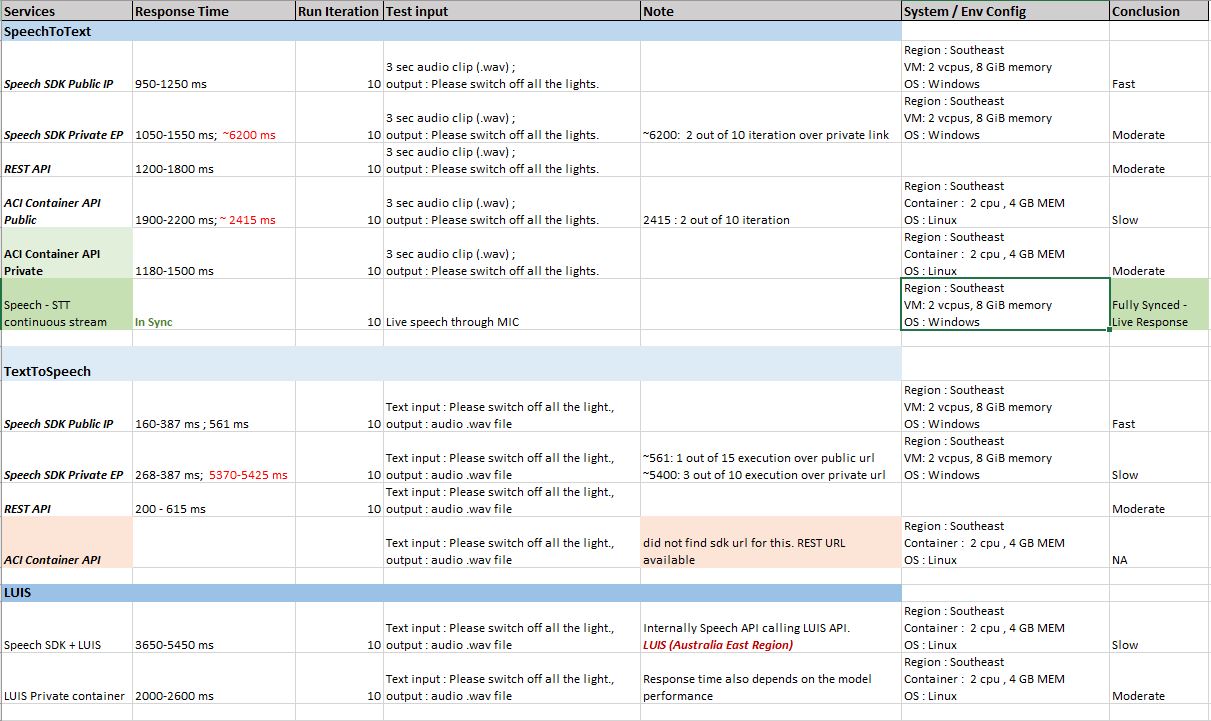 Services Response Time Run Iteration Test input Note System / Env Config Conclusion
SpeechToText
Region : Southeast
3 sec audio clip (.wav) ; VM: 2 vcpus, 8 GiB memory
Speech SDK Public IP 950-1250 ms 10 output : Please switch off all the lights. OS : Windows Fast
Region : Southeast
3 sec audio clip (.wav) ; VM: 2 vcpus, 8 GiB memory
Speech SDK Private EP 1050-1550 ms; ~6200 ms 10 output : Please switch off all the lights. ~6200: 2 out of 10 iteration over private link OS : Windows Moderate
3 sec audio clip (.wav) ;
REST API 1200-1800 ms 10 output : Please switch off all the lights. Moderate
Region : Southeast
ACI Container API 3 sec audio clip (.wav) ; Container : 2 cpu , 4 GB MEM
Public 1900-2200 ms; ~ 2415 ms 10 output : Please switch off all the lights. 2415 : 2 out of 10 iteration OS : Linux Slow
Region : Southeast
ACI Container API 3 sec audio clip (.wav) ; Container : 2 cpu , 4 GB MEM
Private 1180-1500 ms 10 output : Please switch off all the lights. OS : Linux Moderate
Region : Southeast
Speech - STT VM: 2 vcpus, 8 GiB memory Fully Synced -
continuous stream In Sync 10 Live speech through MIC OS : Windows Live Response
TextToSpeech
Region : Southeast
Text input : Please switch off all the light., VM: 2 vcpus, 8 GiB memory
Speech SDK Public IP 160-387 ms ; 561 ms 10 output : audio .wav file OS : Windows Fast
Region : Southeast
Text input : Please switch off all the light., ~561: 1 out of 15 execution over public url VM: 2 vcpus, 8 GiB memory
Speech SDK Private EP 268-387 ms; 5370-5425 ms 10 output : audio .wav file ~5400: 3 out of 10 execution over private url OS : Windows Slow
Text input : Please switch off all the light.,
REST API 200 - 615 ms 10 output : audio .wav file Moderate
Region : Southeast
Text input : Please switch off all the light., did not find sdk url for this. REST URL Container : 2 cpu , 4 GB MEM
ACI Container API output : audio .wav file available OS : Linux NA
LUIS
Region : Southeast
Text input : Please switch off all the light., Internally Speech API calling LUIS API. Container : 2 cpu , 4 GB MEM
Speech SDK + LUIS 3650-5450 ms 10 output : audio .wav file LUIS (Australia East Region) OS : Linux Slow
Region : Southeast
Text input : Please switch off all the light., Response time also depends on the model Container : 2 cpu , 4 GB MEM
LUIS Private container 2000-2600 ms 10 output : audio .wav file performance OS : Linux Moderate